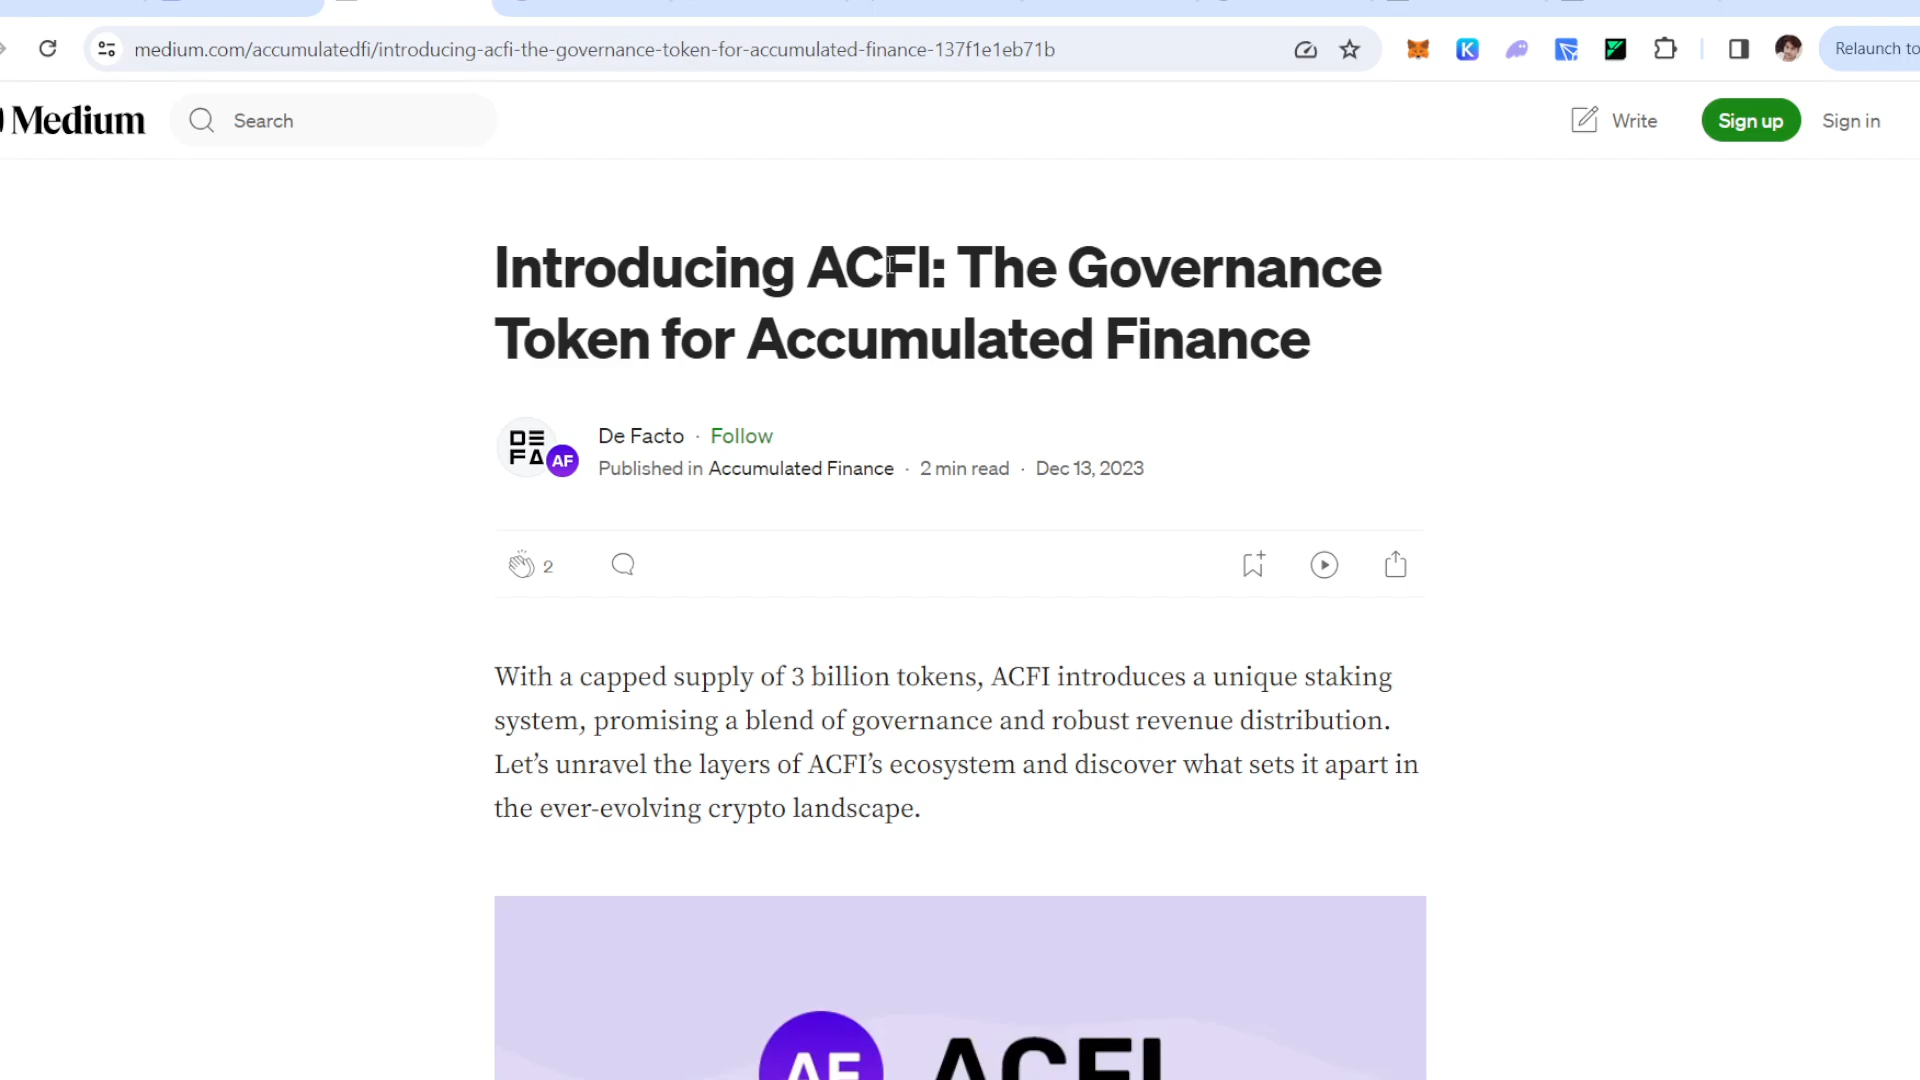 medium.com/accumulatedfi/introducing-acfi-the-governance-token-for-accumulated-finance-137f1e1eb71b
K
Relaunch to
Medium
Search
Write
Sign up
Sign in
Introducing ACFI: The Governance
Token for Accumulated Finance
DEFA
AF
De Facto · Follow
Published in Accumulated Finance · 2 min read · Dec 13, 2023
2
With a capped supply of 3 billion tokens, ACFI introduces a unique staking
system, promising a blend of governance and robust revenue distribution.
Let’s unravel the layers of ACFI’s ecosystem and discover what sets it apart in
the ever-evolving crypto landscape.
AF ACFI